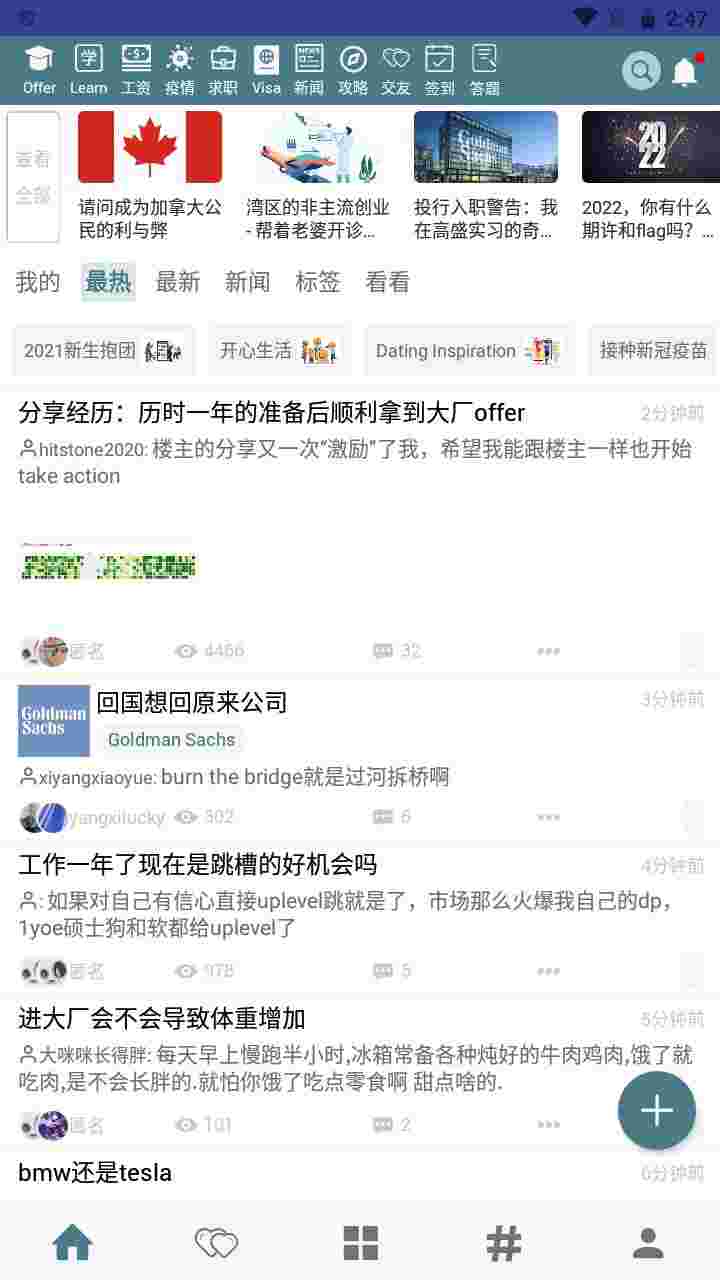 2:47
Offer Learn 工资 疫情 求职 Visa 新闻 攻略 交友 签到 答题
查看
全部
请问成为加拿大公
民的利与弊
湾区的非主流创业
- 帮着老婆开诊...
Goldman
Sachs
投行入职警告：我
在高盛实习的奇...
2022
2022，你有什么
期许和flag吗？...
我的 最热 最新 新闻 标签 看看
2021新生抱团 开心生活 Dating Inspiration 接种新冠疫苗
分享经历：历时一年的准备后顺利拿到大厂offer 2分钟前
hitstone2020: 楼主的分享又一次“激励”了我，希望我能跟楼主一样也开始
take action
匿名 4466 32
Goldman
Sachs
回国想回原来公司 3分钟前
Goldman Sachs
xiyangxiaoyue: burn the bridge就是过河拆桥啊
yangxilucky 302 6
工作一年了现在是跳槽的好机会吗 4分钟前
: 如果对自己有信心直接uplevel跳就是了，市场那么火爆我自己的dp，
1yoe硕士狗和软都给uplevel了
匿名 978 5
进大厂会不会导致体重增加 5分钟前
大咪咪长得胖: 每天早上慢跑半小时,冰箱常备各种炖好的牛肉鸡肉,饿了就
吃肉,是不会长胖的.就怕你饿了吃点零食啊 甜点啥的.
匿名 101 2
bmw还是tesla 6分钟前